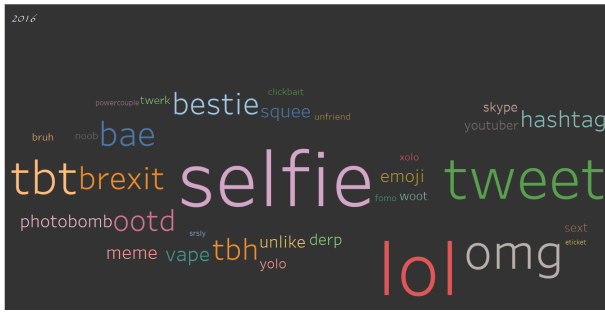 2016
clickbait
powercouple twerk bestie squee unfriend
skype
youtuber hashtag
bruh noob bae
xolo
tbt brexit selfie emoji tweet
fomo woot
photobomb ootd
srsly
meme vape tbh unlike derp
yolo
lol omg sext
eticket